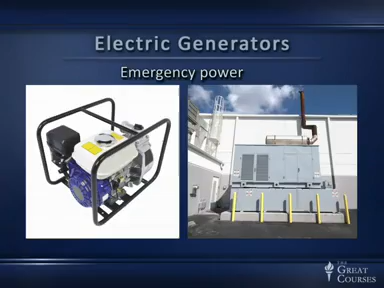 Electric Generators
Emergency power
THE
GREAT
COURSES